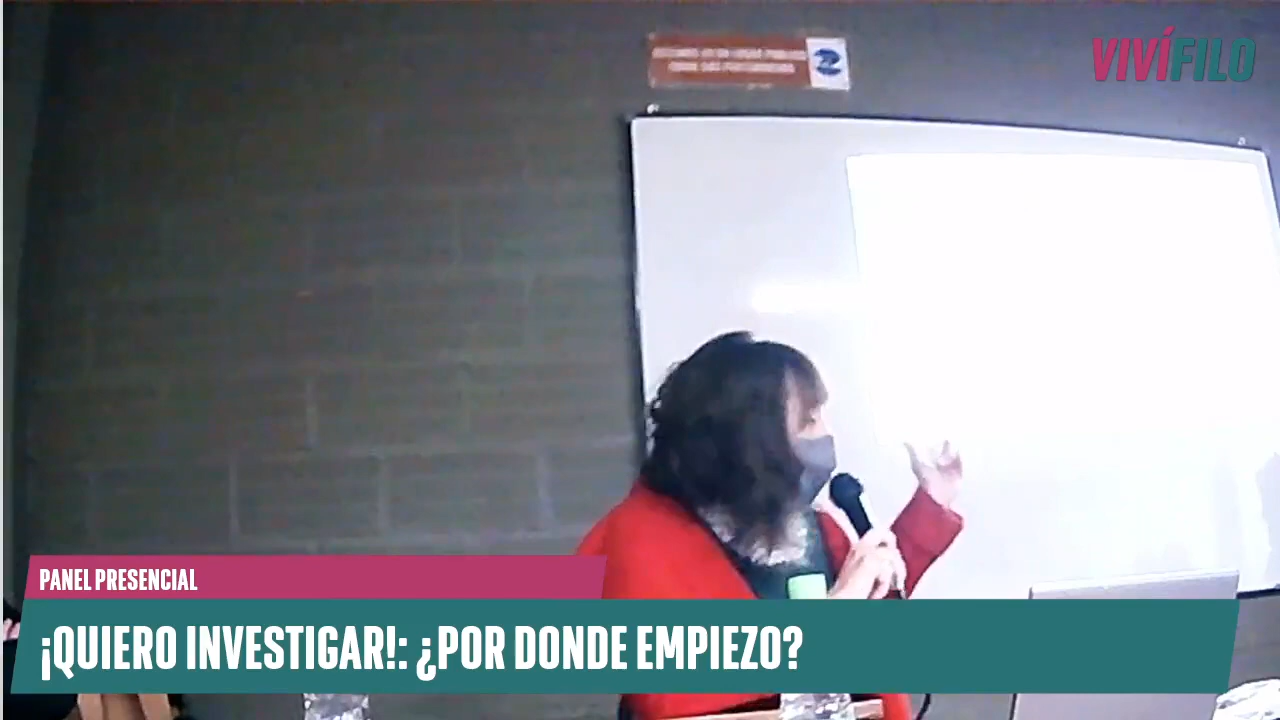 VIVÍFILO
PANEL PRESENCIAL
¡QUIERO INVESTIGAR!: ¿POR DONDE EMPIEZO?